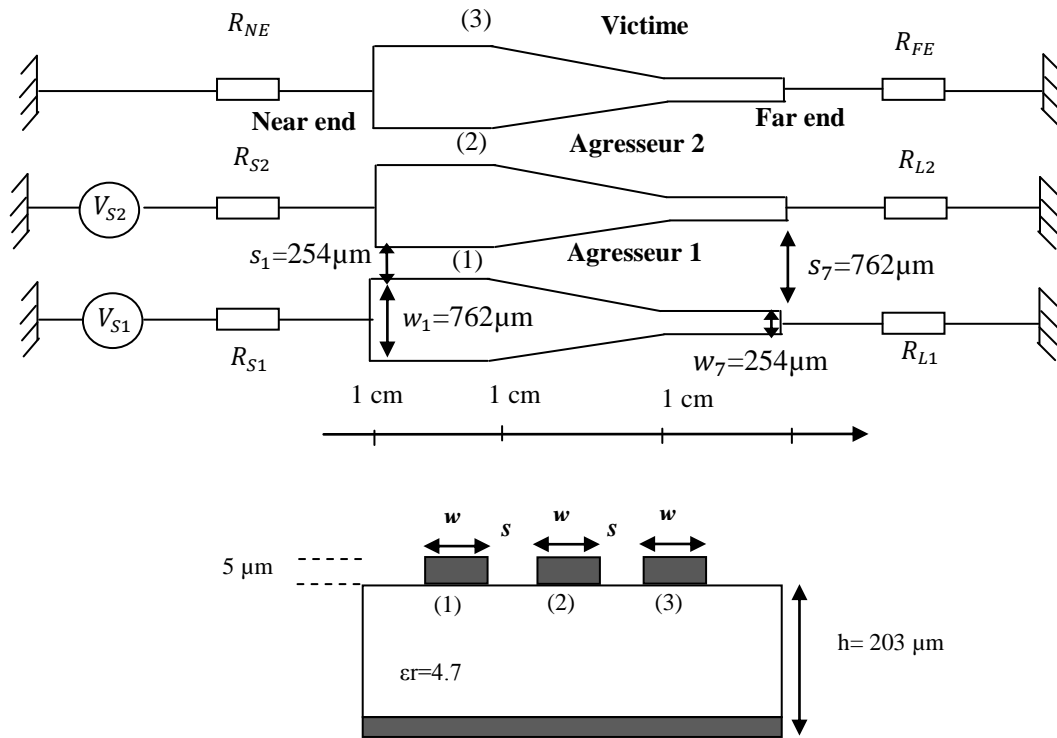 (3)
R_NE
Victime
R_FE
Near end
Far end
(2)
R_S2
Agresseur 2
R_L2
V_S2
s_1=254µm
(1)
Agresseur 1
s_7=762µm
V_S1
w_1=762µm
R_S1
R_L1
w_7=254µm
1 cm
1 cm
1 cm
w
s
w
s
w
5 µm
(1)
(2)
(3)
h= 203 µm
εr=4.7